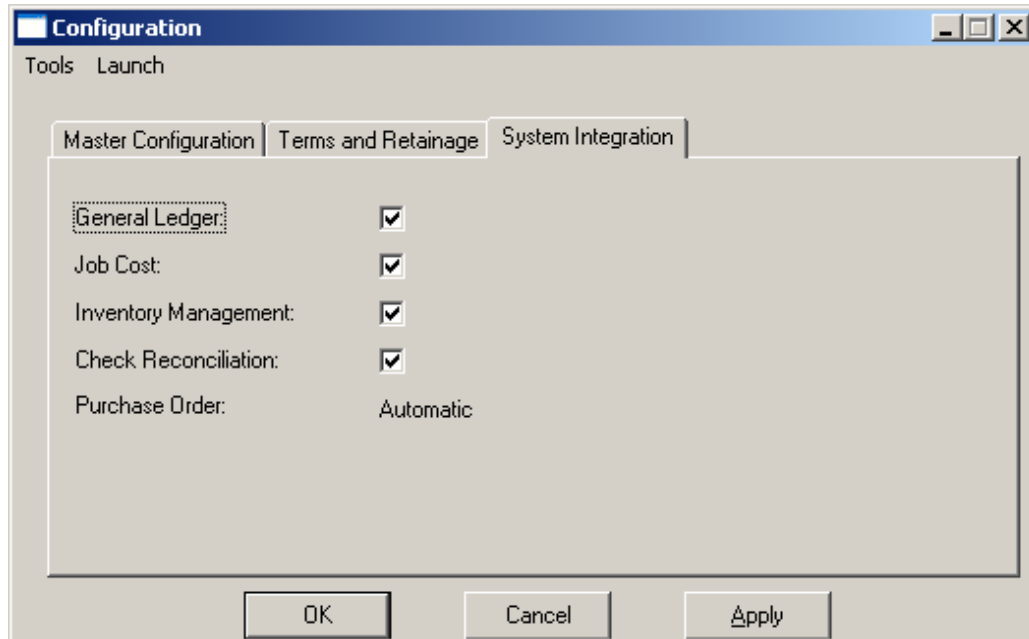 Configuration
Tools Launch
Master Configuration Terms and Retainage System Integration
General Ledger:
Job Cost:
Inventory Management:
Check Reconciliation:
Purchase Order: Automatic
OK Cancel Apply